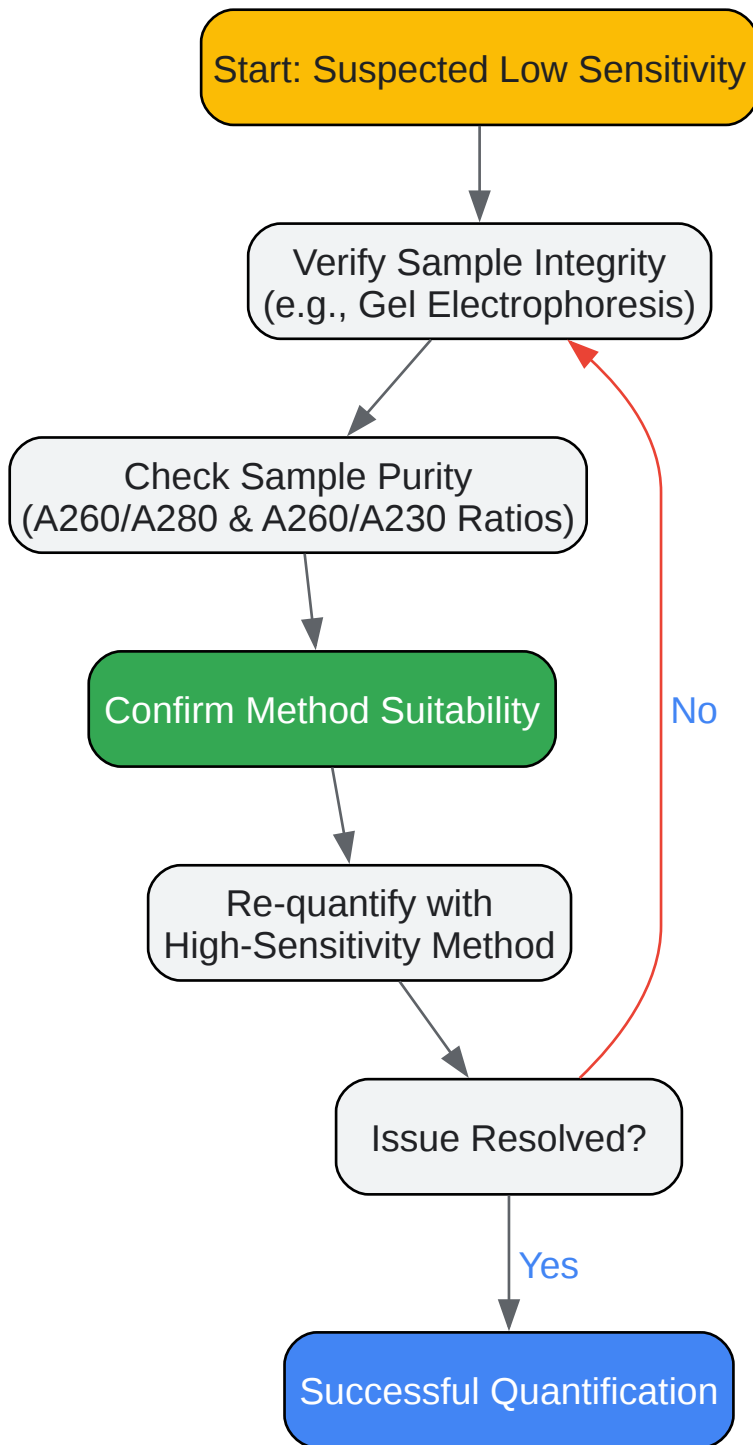 Start: Suspected Low Sensitivity
Verify Sample Integrity
(e.g., Gel Electrophoresis)
Check Sample Purity
(A260/A280 & A260/A230 Ratios)
Confirm Method Suitability
No
Re-quantify with
High-Sensitivity Method
Issue Resolved?
Yes
Successful Quantification